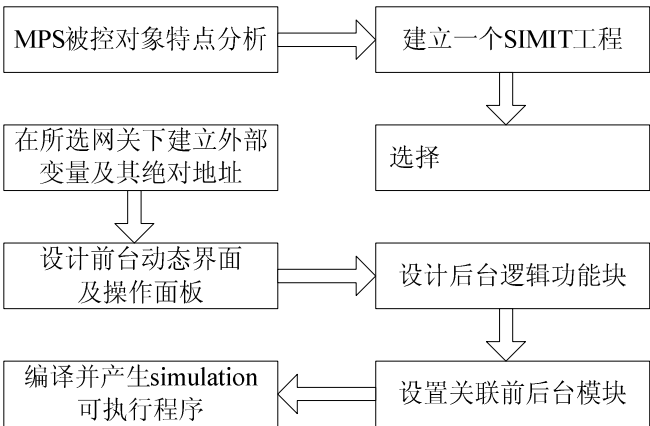 MPS被控对象特点分析
建立一个SIMIT工程
选择
在所选网关下建立外部
变量及其绝对地址
设计前台动态界面
及操作面板
设计后台逻辑功能块
设置关联前后台模块
编译并产生simulation
可执行程序